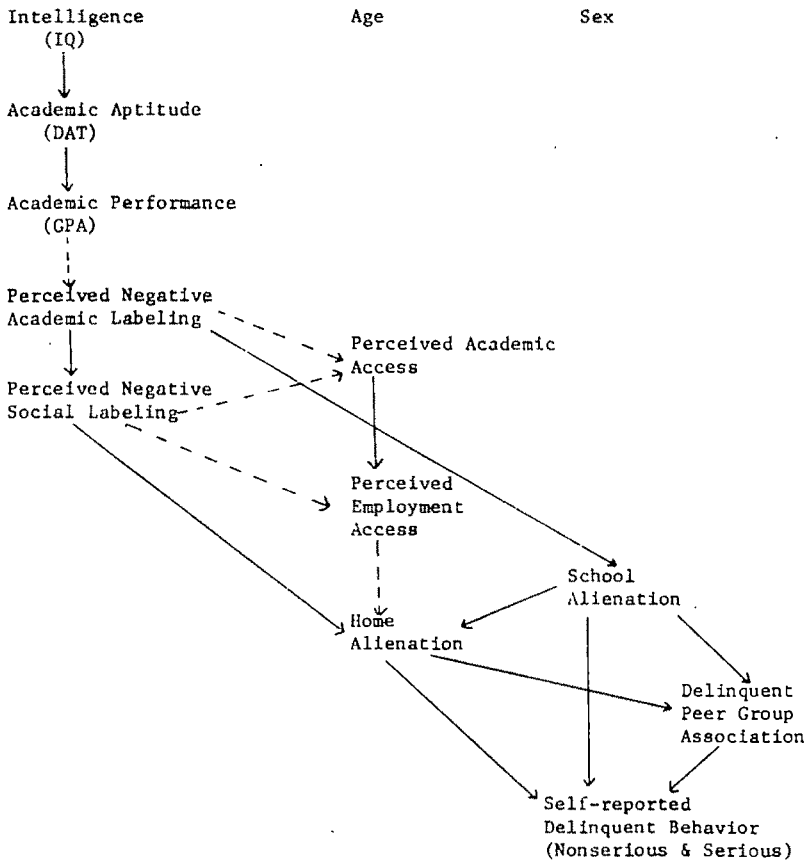 Intelligence
(IQ)
Age
Sex
Academic Aptitude
(DAT)
Academic Performance
(GPA)
Perceived Negative
Academic Labeling
Perceived Academic
Access
Perceived Negative
Social Labeling
Perceived
Employment
Access
School
Alienation
Home
Alienation
Delinquent
Peer Group
Association
Self-reported
Delinquent Behavior
(Nonserious & Serious)